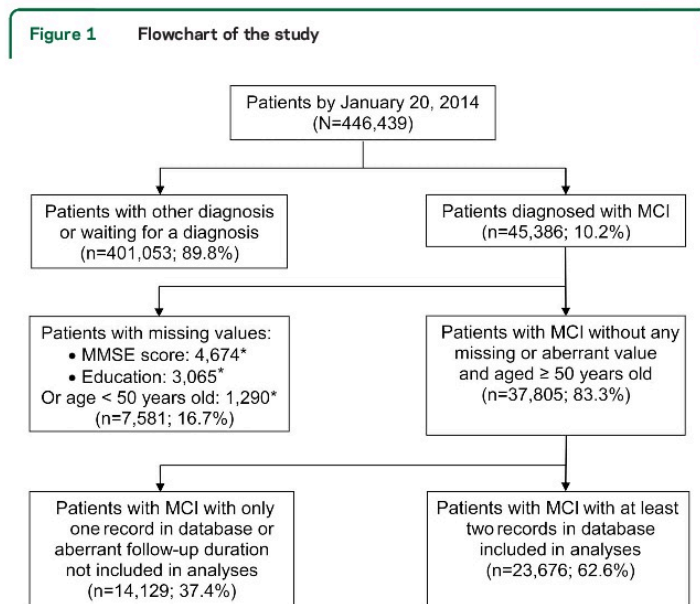 Figure 1 Flowchart of the study
Patients by January 20, 2014
(N=446,439)
Patients with other diagnosis
or waiting for a diagnosis
(n=401,053; 89.8%)
Patients diagnosed with MCI
(n=45,386; 10.2%)
Patients with missing values:
• MMSE score: 4,674*
• Education: 3,065*
Or age < 50 years old: 1,290*
(n=7,581; 16.7%)
Patients with MCI without any
missing or aberrant value
and aged ≥ 50 years old
(n=37,805; 83.3%)
Patients with MCI with only
one record in database or
aberrant follow-up duration
not included in analyses
(n=14,129; 37.4%)
Patients with MCI with at least
two records in database
included in analyses
(n=23,676; 62.6%)